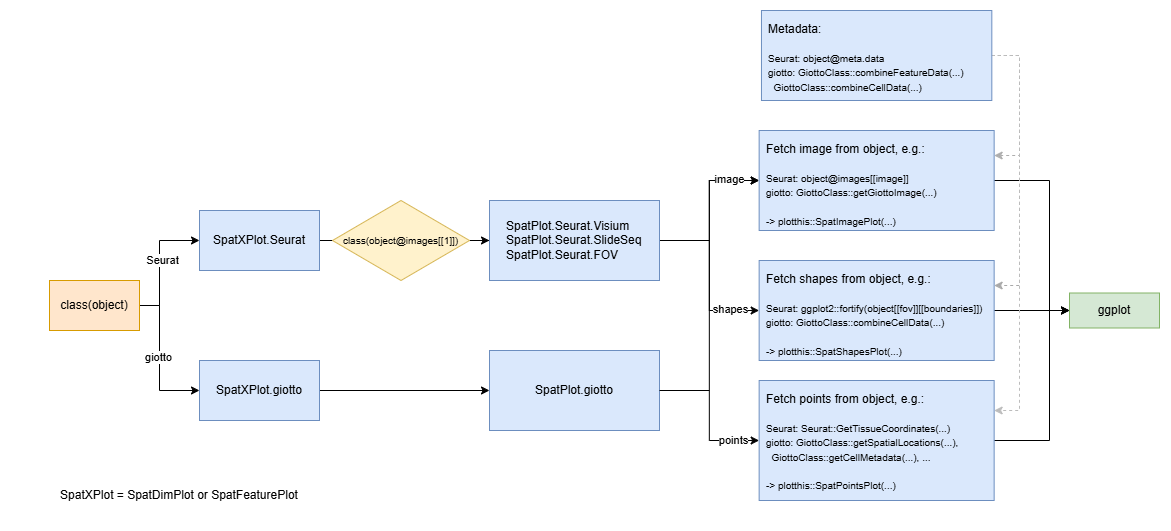 Metadata:
Seurat: object@meta.data
giotto: GiottoClass::combineFeatureData(...)
GiottoClass::combineCellData(...)
Fetch image from object, e.g.:
Seurat: object@images[[image]]
giotto: GiottoClass::getGiottoImage(...)
-> plotthis::SpatImagePlot(...)
image
SpatXPlot.Seurat
class(object@images[[1]])
SpatPlot.Seurat.Visium
SpatPlot.Seurat.SlideSeq
SpatPlot.Seurat.FOV
Seurat
class(object)
giotto
Fetch shapes from object, e.g.:
Seurat: ggplot2::fortify(object[[fov]][[boundaries]])
giotto: GiottoClass::combineCellData(...)
-> plotthis::SpatShapesPlot(...)
shapes
ggplot
SpatXPlot.giotto
SpatPlot.giotto
Fetch points from object, e.g.:
Seurat: Seurat::GetTissueCoordinates(...)
giotto: GiottoClass::getSpatialLocations(...),
GiottoClass::getCellMetadata(...), ...
-> plotthis::SpatPointsPlot(...)
points
SpatXPlot = SpatDimPlot or SpatFeaturePlot